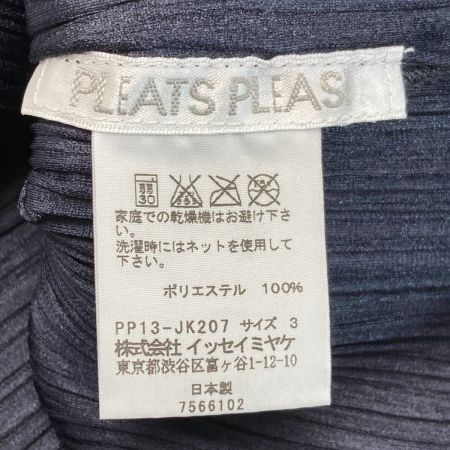 PLEATS PLEAS
30
家庭での乾燥機はお避け下さ
い。
洗濯時にはネットを使用して
下さい。
ポリエステル 100%
PP13-JK207 サイズ 3
株式会社 イッセイミヤケ
東京都渋谷区富ヶ谷1-12-10
日本製
7566102